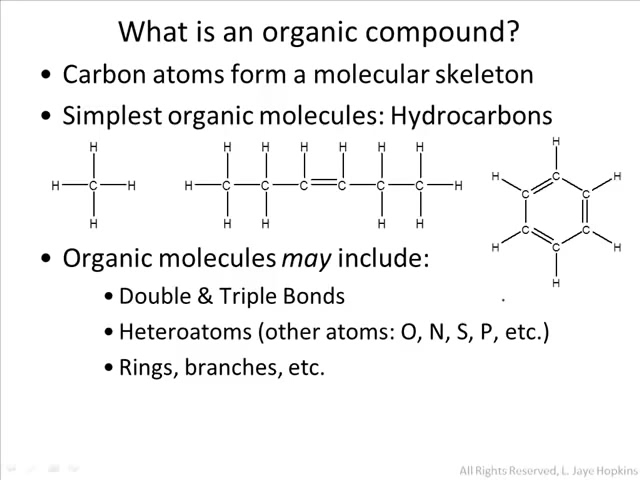 What is an organic compound?
• Carbon atoms form a molecular skeleton
• Simplest organic molecules: Hydrocarbons
H H H H H H H H
H C H H C C C C C C H H C H
C C
H H H H H C C H
C
H
• Organic molecules may include:
• Double & Triple Bonds
• Heteroatoms (other atoms: O, N, S, P, etc.)
• Rings, branches, etc.
All Rights Reserved, L. Jaye Hopkins